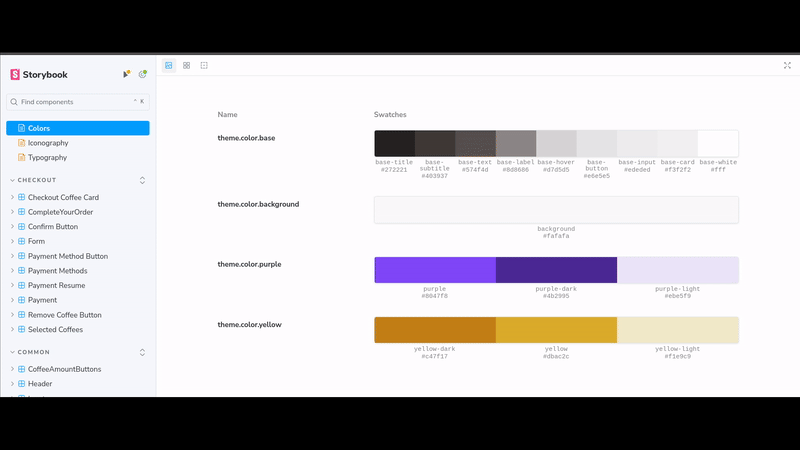 Storybook
Find components
^ K
Colors
Iconography
Typography
CHECKOUT
Checkout Coffee Card
CompleteYourOrder
Confirm Button
Form
Payment Method Button
Payment Methods
Payment Resume
Payment
Remove Coffee Button
Selected Coffees
COMMON
CoffeeAmountButtons
Header
Name Swatches
theme.color.base
base-title base-subtitle base-text base-label base-hover base-button base-input base-card base-white
#272221 #403937 #574f4d #8d8686 #d7d5d5 #e6e5e5 #ededed #f3f2f2 #fff
theme.color.background
background
#fafafa
theme.color.purple
purple purple-dark purple-light
#8047f8 #4b2995 #ebe5f9
theme.color.yellow
yellow-dark yellow yellow-light
#c47f17 #dbac2c #f1e9c9